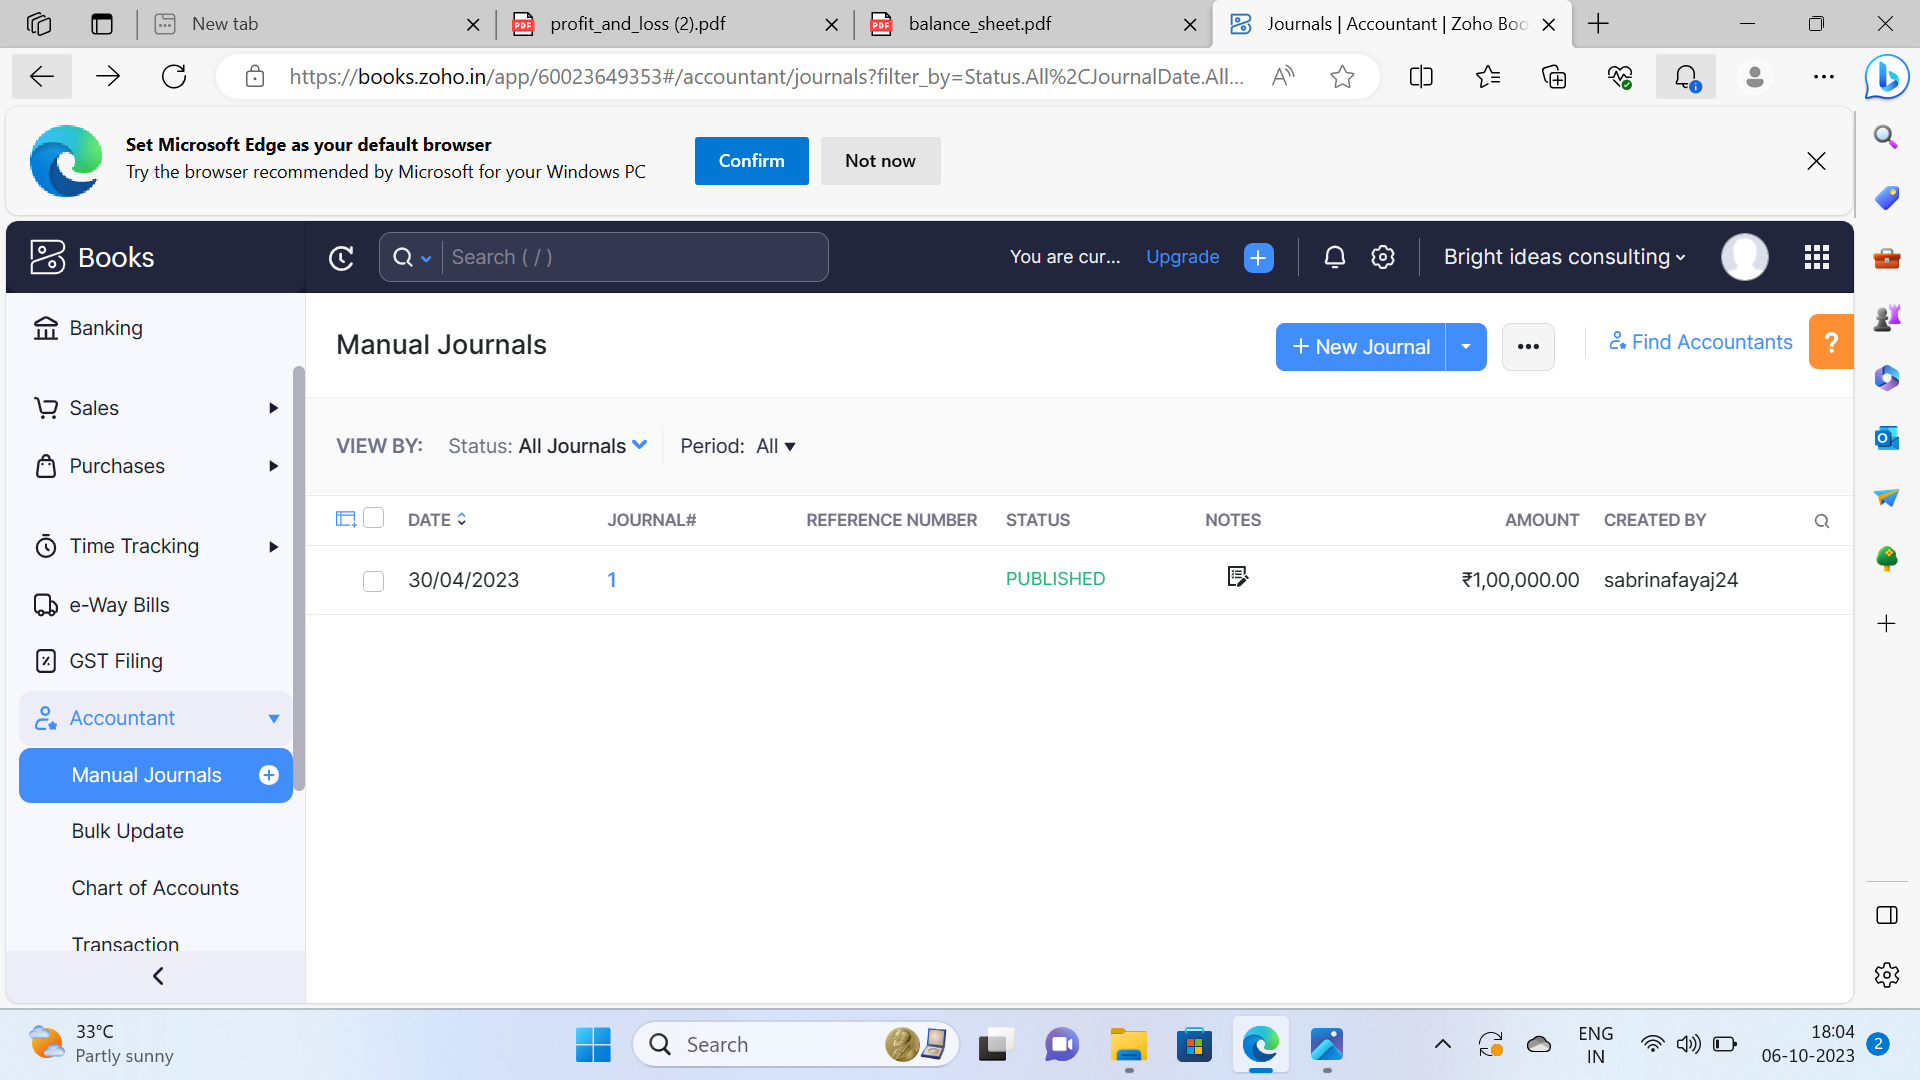 New tab
profit_and_loss (2).pdf
balance_sheet.pdf
Journals | Accountant | Zoho Boo
https://books.zoho.in/app/60023649353#/accountant/journals?filter_by=Status.All%2CJournalDate.All...
Set Microsoft Edge as your default browser
Try the browser recommended by Microsoft for your Windows PC
Confirm
Not now
Books
Search ( / )
You are cur...
Upgrade
Bright ideas consulting
Banking
Sales
Purchases
Time Tracking
e-Way Bills
GST Filing
Accountant
Manual Journals
Bulk Update
Chart of Accounts
Transaction
Manual Journals
+ New Journal
Find Accountants
?
VIEW BY: Status: All Journals Period: All
DATE JOURNAL# REFERENCE NUMBER STATUS NOTES AMOUNT CREATED BY
30/04/2023 1 PUBLISHED ₹1,00,000.00 sabrinafayaj24
33°C
Partly sunny
Search
ENG
IN
18:04
06-10-2023
2